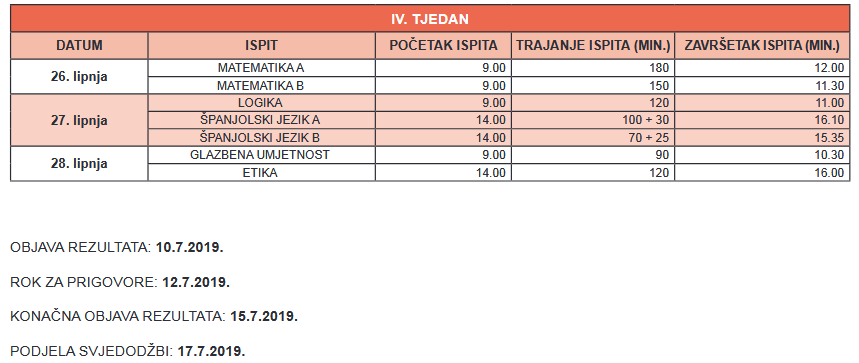 IV. TJEDAN
DATUM ISPIT POČETAK ISPITA TRAJANJE ISPITA (MIN.) ZAVRŠETAK ISPITA (MIN.)
26. lipnja MATEMATIKA A 9.00 180 12.00
MATEMATIKA B 9.00 150 11.30
27. lipnja LOGIKA 9.00 120 11.00
ŠPANJOLSKI JEZIK A 14.00 100 + 30 16.10
ŠPANJOLSKI JEZIK B 14.00 70 + 25 15.35
28. lipnja GLAZBENA UMJETNOST 9.00 90 10.30
ETIKA 14.00 120 16.00
OBJAVA REZULTATA: 10.7.2019.
ROK ZA PRIGOVORE: 12.7.2019.
KONAČNA OBJAVA REZULTATA: 15.7.2019.
PODJELA SVJEDODŽBI: 17.7.2019.